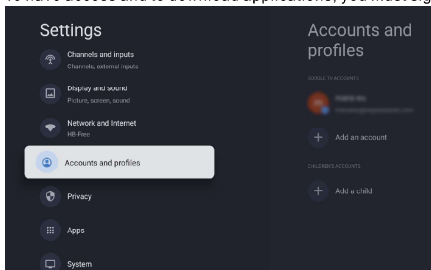 To have access and to download applications, you must sig
Settings
Channels and inputs
Channels, external inputs
Display and sound
Picture, screen, sound
Network and Internet
HB-Free
Accounts and profiles
Privacy
Apps
System
Accounts and
profiles
GOOGLE TV ACCOUNTS
Add an account
CHILDREN'S ACCOUNTS
Add a child